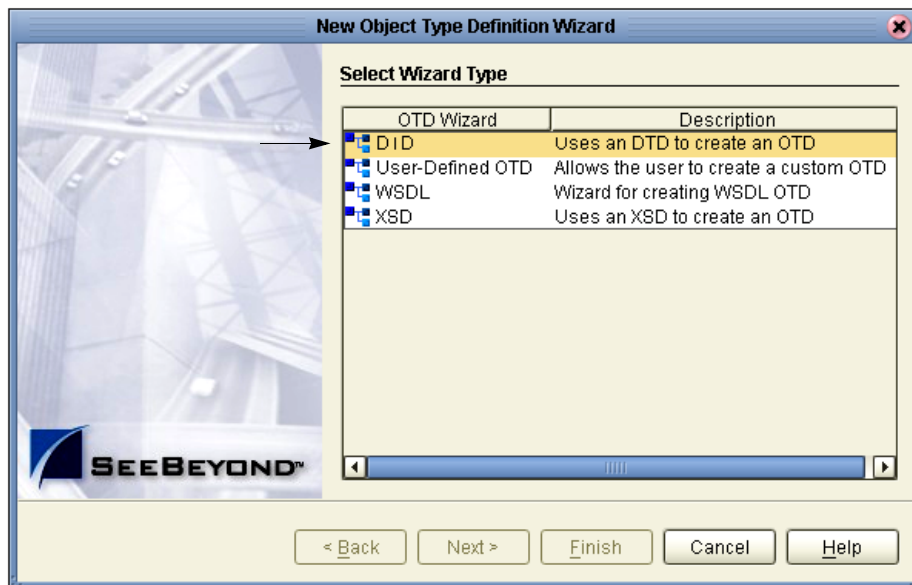 New Object Type Definition Wizard
Select Wizard Type
OTD Wizard Description
DID Uses an DTD to create an OTD
User-Defined OTD Allows the user to create a custom OTD
WSDL Wizard for creating WSDL OTD
XSD Uses an XSD to create an OTD
SEEBEYOND™
< Back Next > Finish Cancel Help